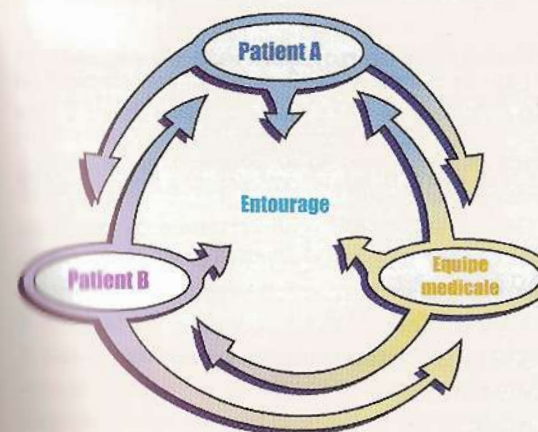 Patient A
Entourage
Patient B
Equipe
medicale